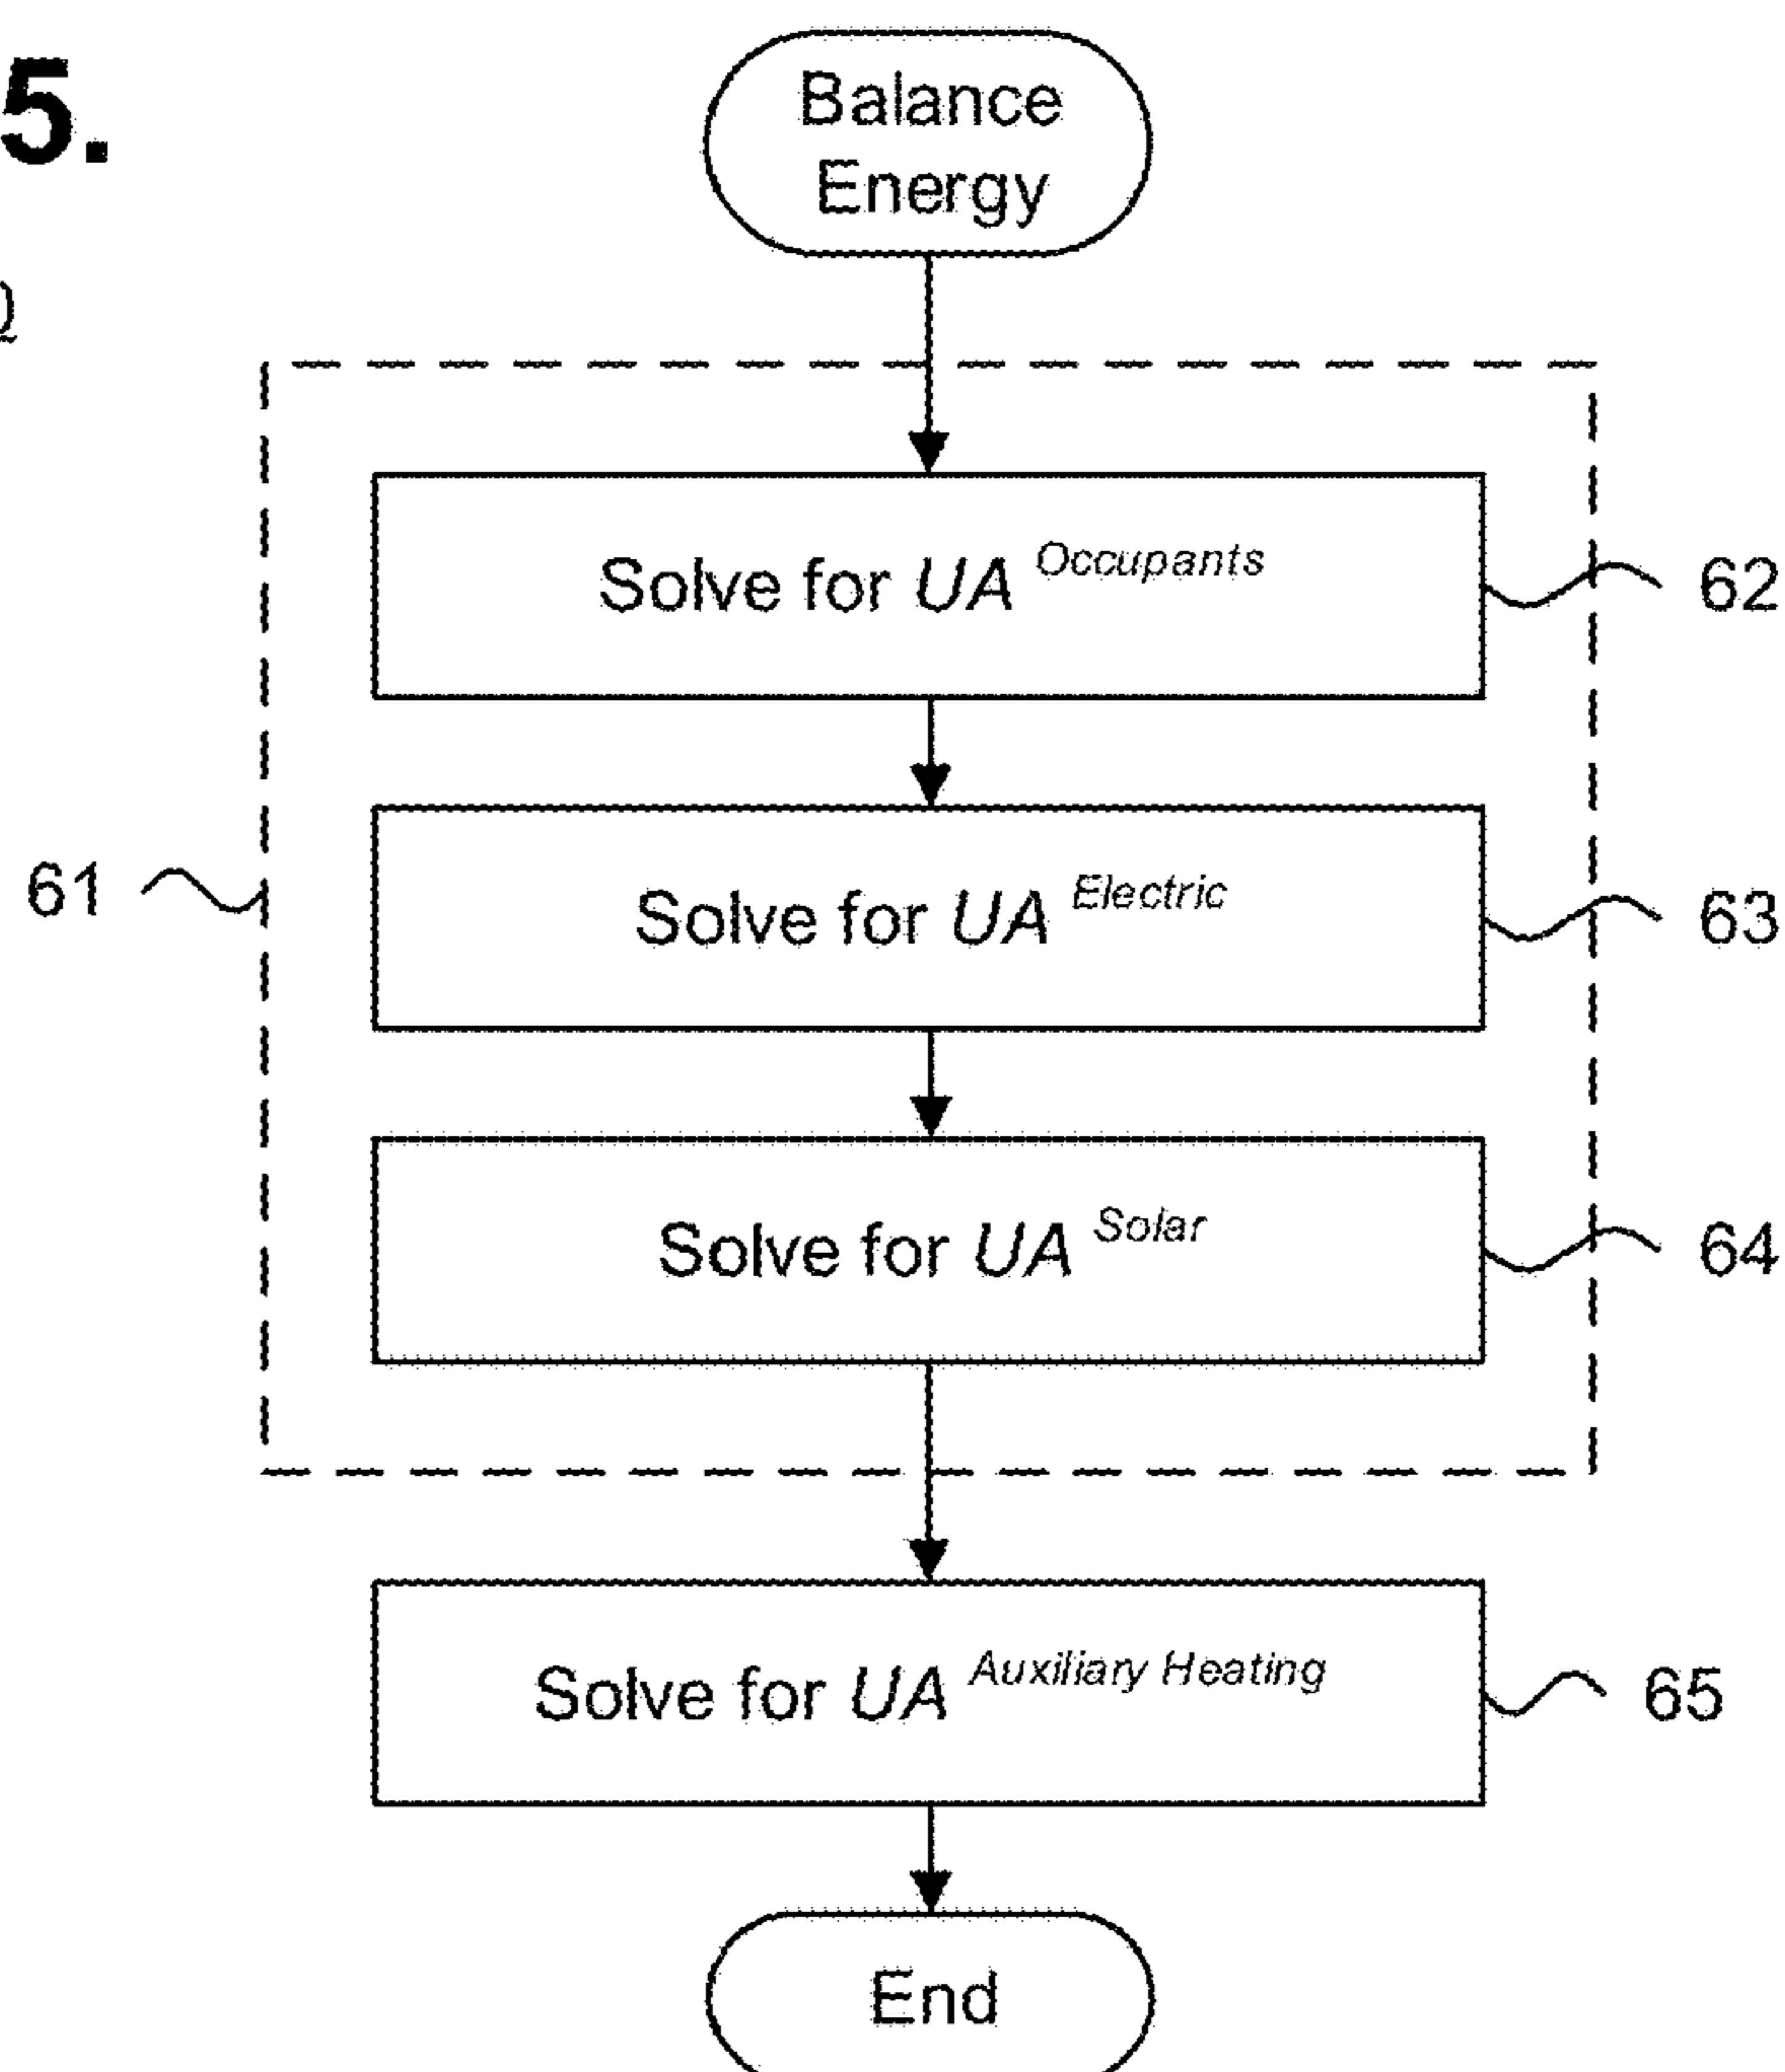 5.
Balance
Energy
Solve for UA Occupants
62
Solve for UA Electric
61
63
Solve for UA Solar
64
Solve for UA Auxiliary Heating
65
End